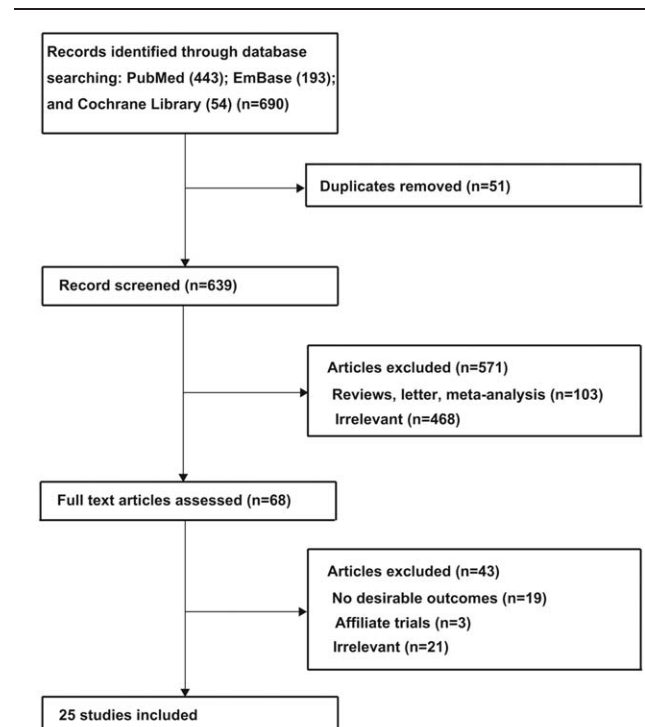 Records identified through database
searching: PubMed (443); EmBase (193);
and Cochrane Library (54) (n=690)
Duplicates removed (n=51)
Record screened (n=639)
Articles excluded (n=571)
Reviews, letter, meta-analysis (n=103)
Irrelevant (n=468)
Full text articles assessed (n=68)
Articles excluded (n=43)
No desirable outcomes (n=19)
Affiliate trials (n=3)
Irrelevant (n=21)
25 studies included